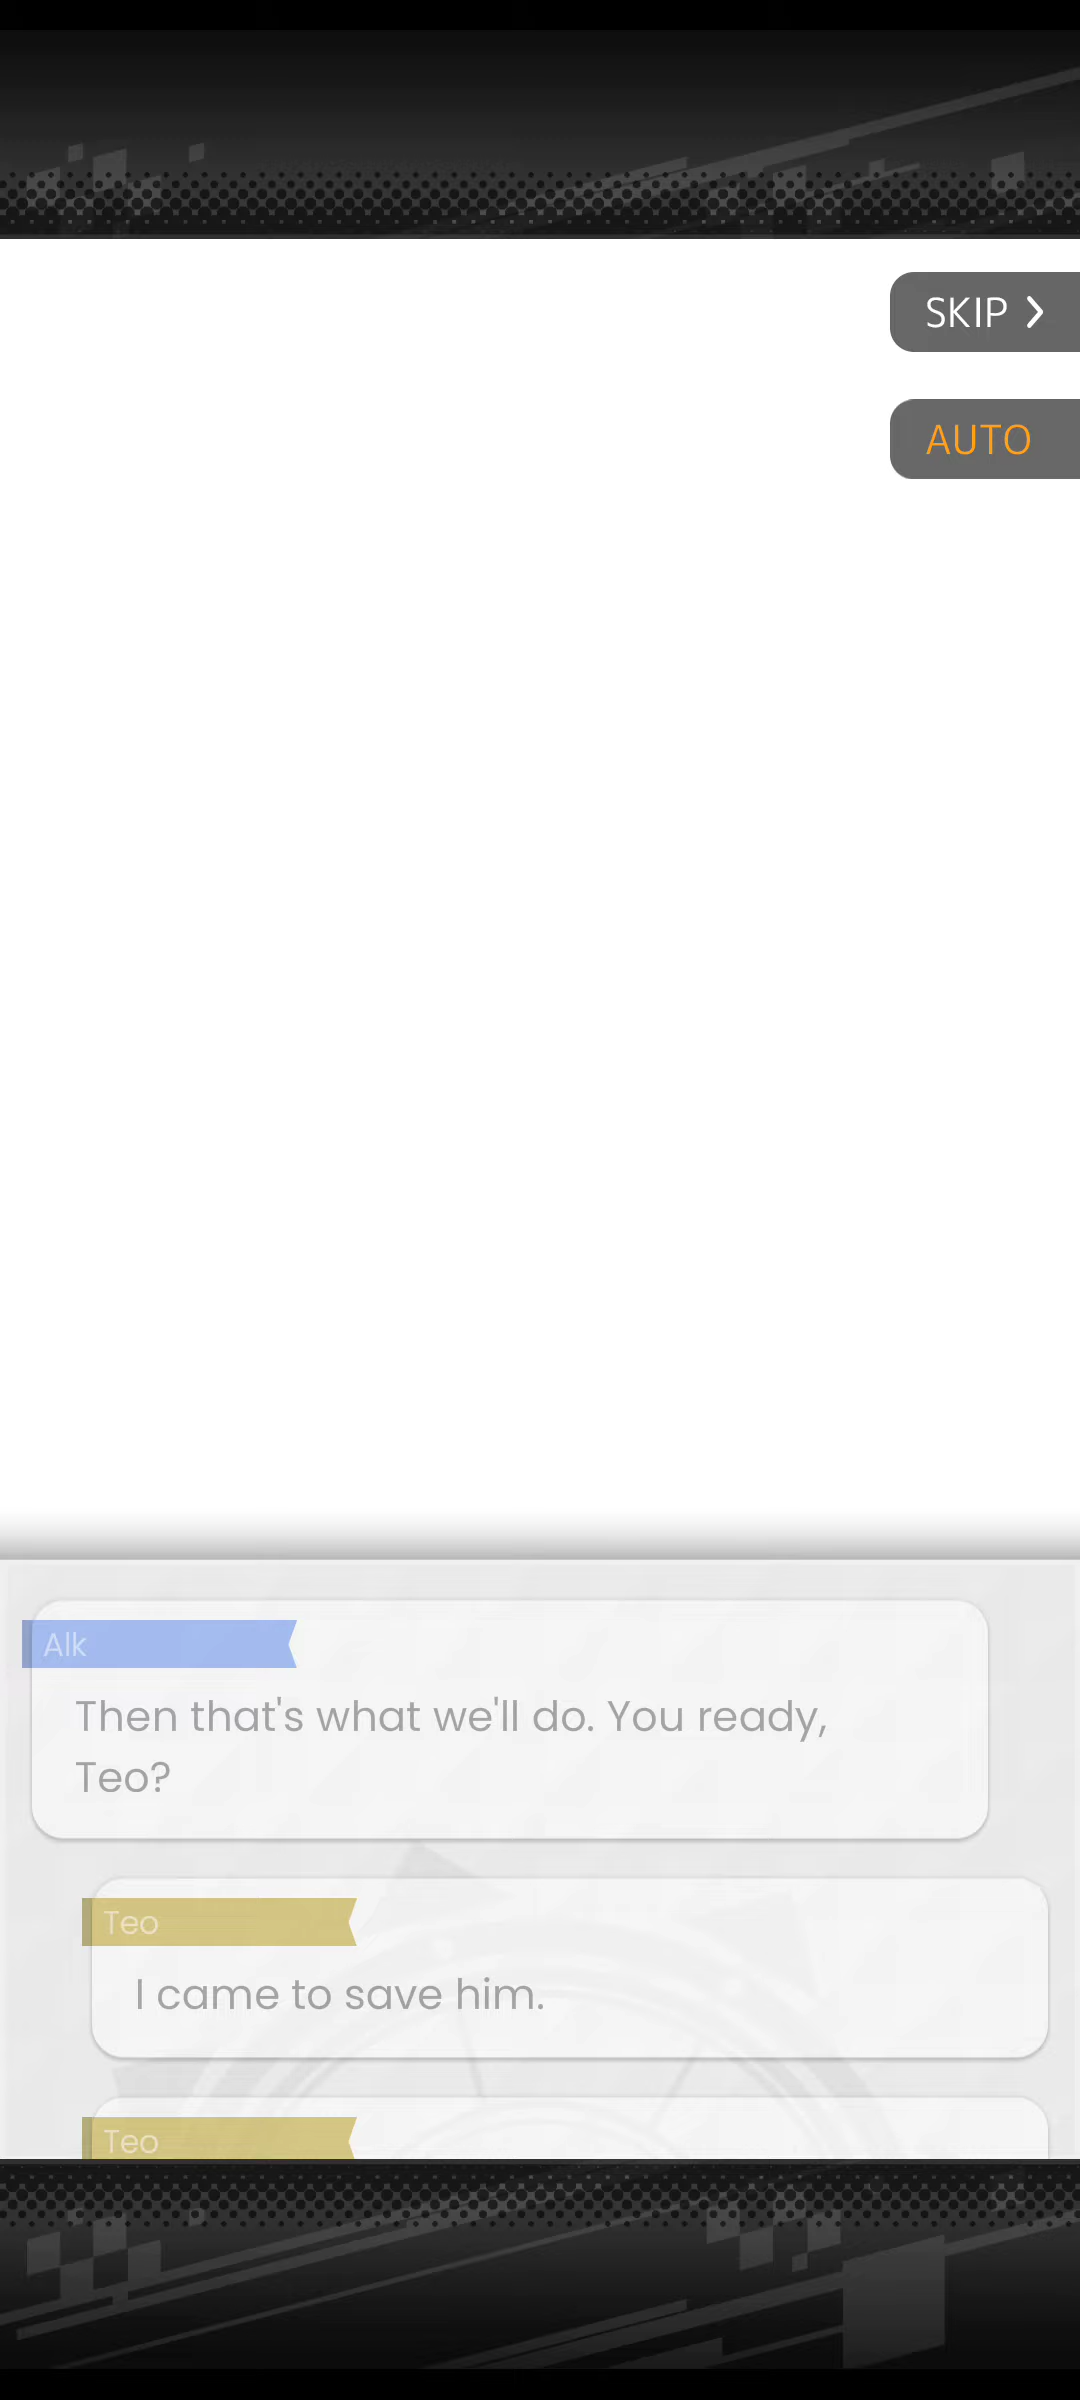 SKIP
AUTO
Alk
Then that's what we'll do. You ready,
Teo?
Teo
I came to save him.
Teo